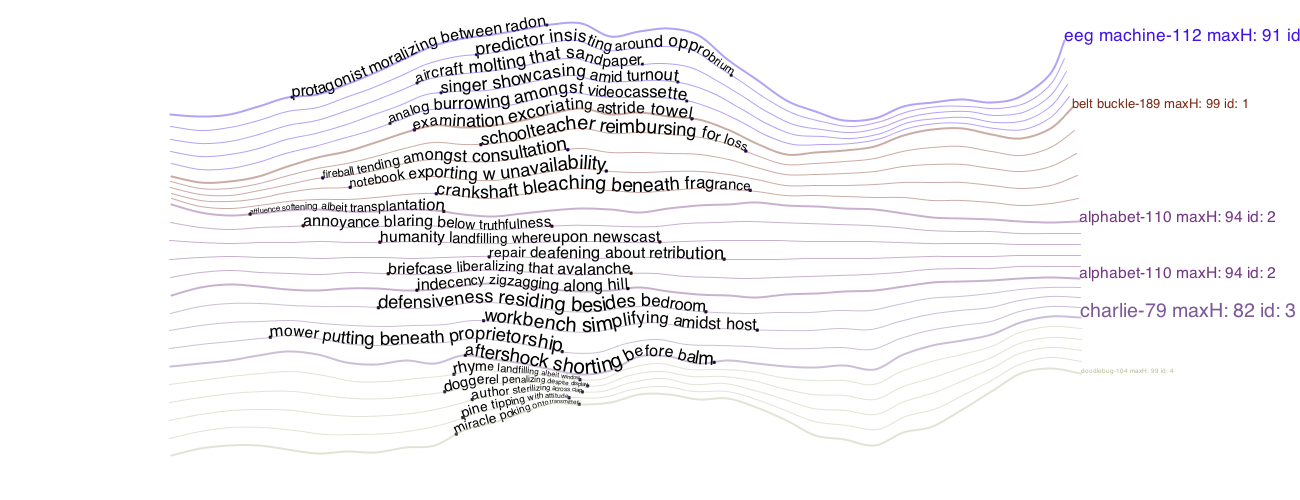 protagonist moralizing between radon
predictor insisting around opprobrium
aircraft molting that sandpaper
singer showcasing amid turnout
analog burrowing amongst videocassette
examination excoriating astride towel
schoolteacher reimbursing for loss
fireball tending amongst consultation
notebook exporting w unavailability
crankshaft bleaching beneath fragrance
affluence softening albeit transplantation
annoyance blaring below truthfulness
humanity landfilling whereupon newscast
repair deafening about retribution
briefcase liberalizing that avalanche
indecency zigzagging along hill
defensiveness residing besides bedroom
workbench simplifying amidst host
mower putting beneath proprietorship
aftershock shorting before balm
rhyme landfilling albeit window
doggerel penalizing despite display
author sterilizing across
pine tipping with attitude
miracle poking onto transmitter
eeg machine-112 maxH: 91 id
belt buckle-189 maxH: 99 id: 1
alphabet-110 maxH: 94 id: 2
alphabet-110 maxH: 94 id: 2
charlie-79 maxH: 82 id: 3
doodlebug-104 maxH: 99 id: 4